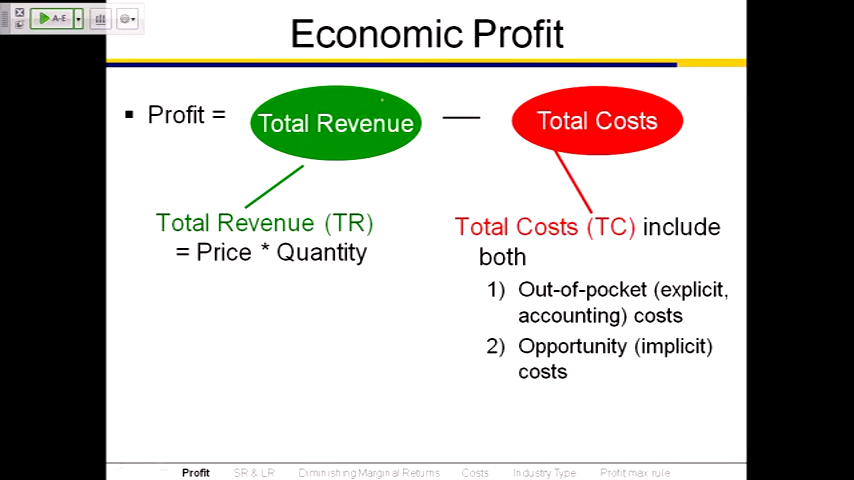 A-E
Economic Profit
▪ Profit = Total Revenue — Total Costs
Total Revenue (TR)
= Price * Quantity
Total Costs (TC) include
both
1) Out-of-pocket (explicit,
accounting) costs
2) Opportunity (implicit)
costs
Profit SR & LR Diminishing Marginal Returns Costs Industry Type Profit max rule